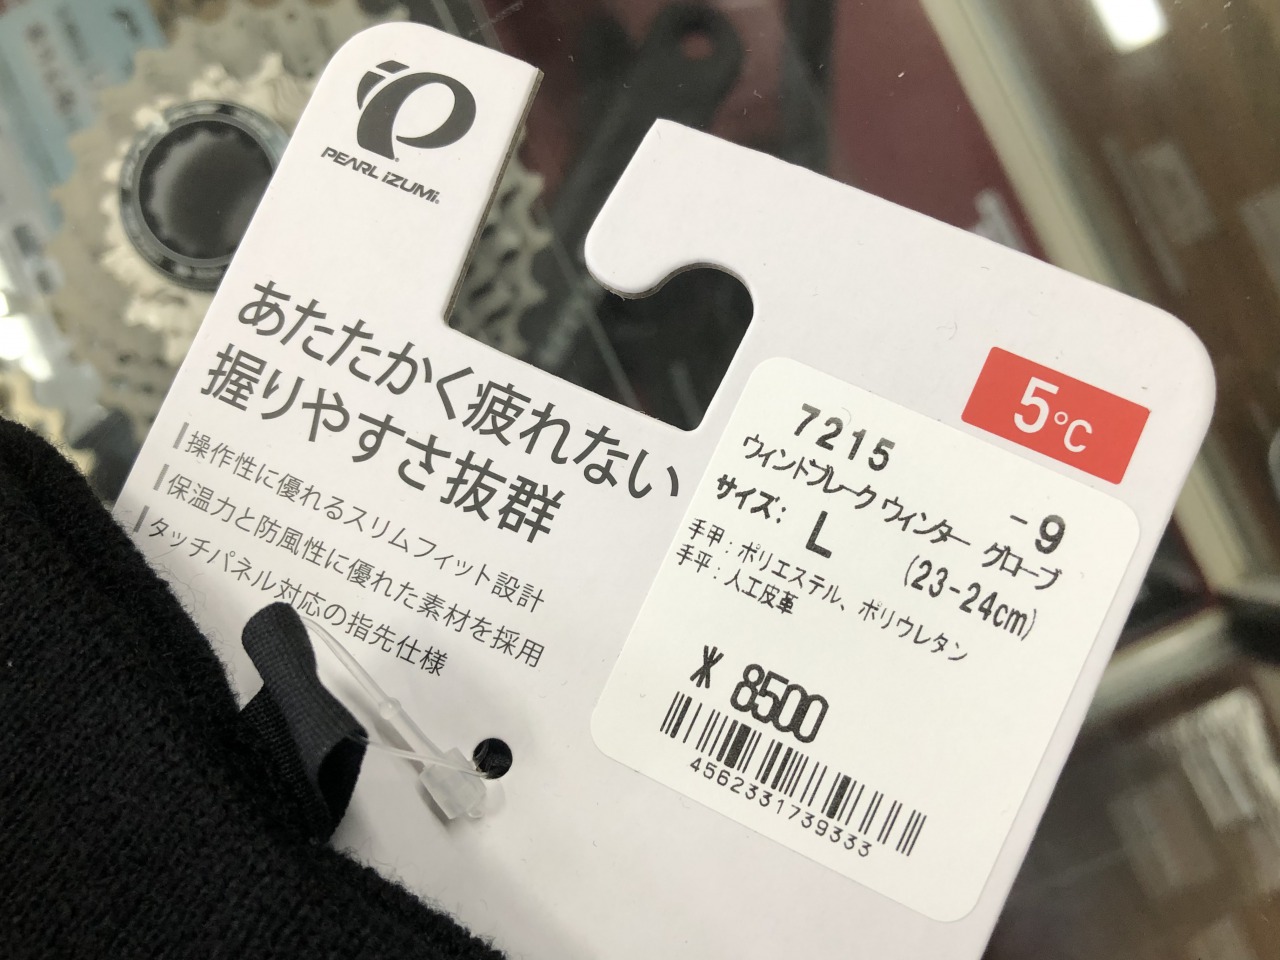 PEARL iZUMi
あたたかく疲れない
握りやすさ抜群
操作性に優れるスリムフィット設計
保温力と防風性に優れた素材を採用
タッチパネル対応の指先仕様
5℃
7215 -9
ウィンドブレーク ウィンター グローブ
サイズ: L (23-24cm)
手甲:ポリエステル、ポリウレタン
手平:人工皮革
¥ 8500
4562331739333